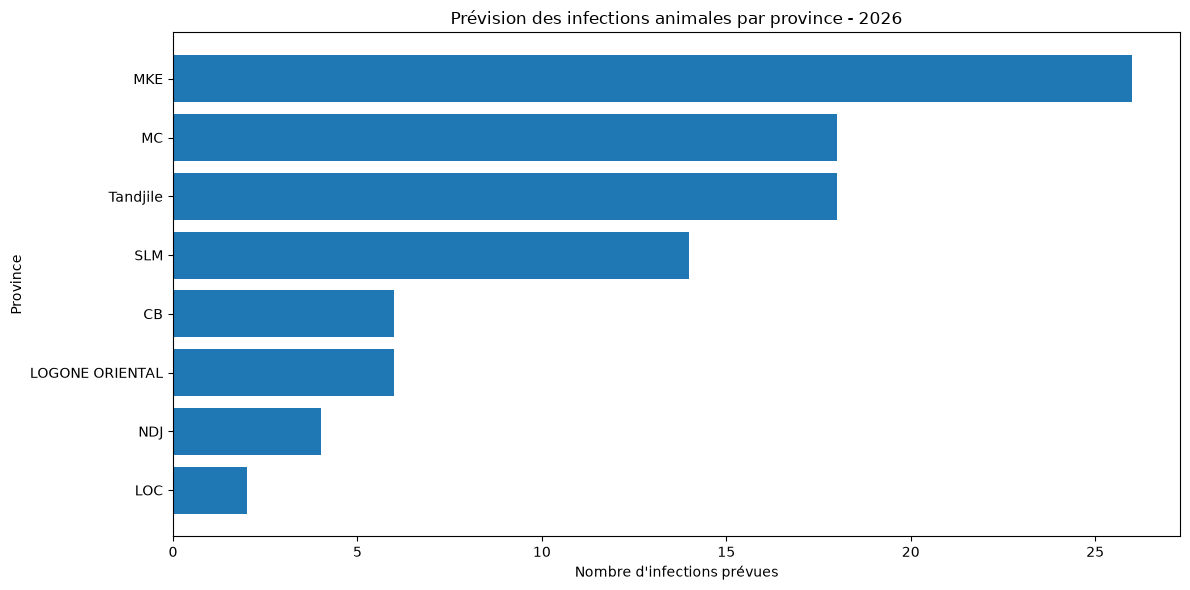 Prévision des infections animales par province - 2026
Province
MKE
MC
Tandjile
SLM
CB
LOGONE ORIENTAL
NDJ
LOC
0 5 10 15 20 25
Nombre d'infections prévues